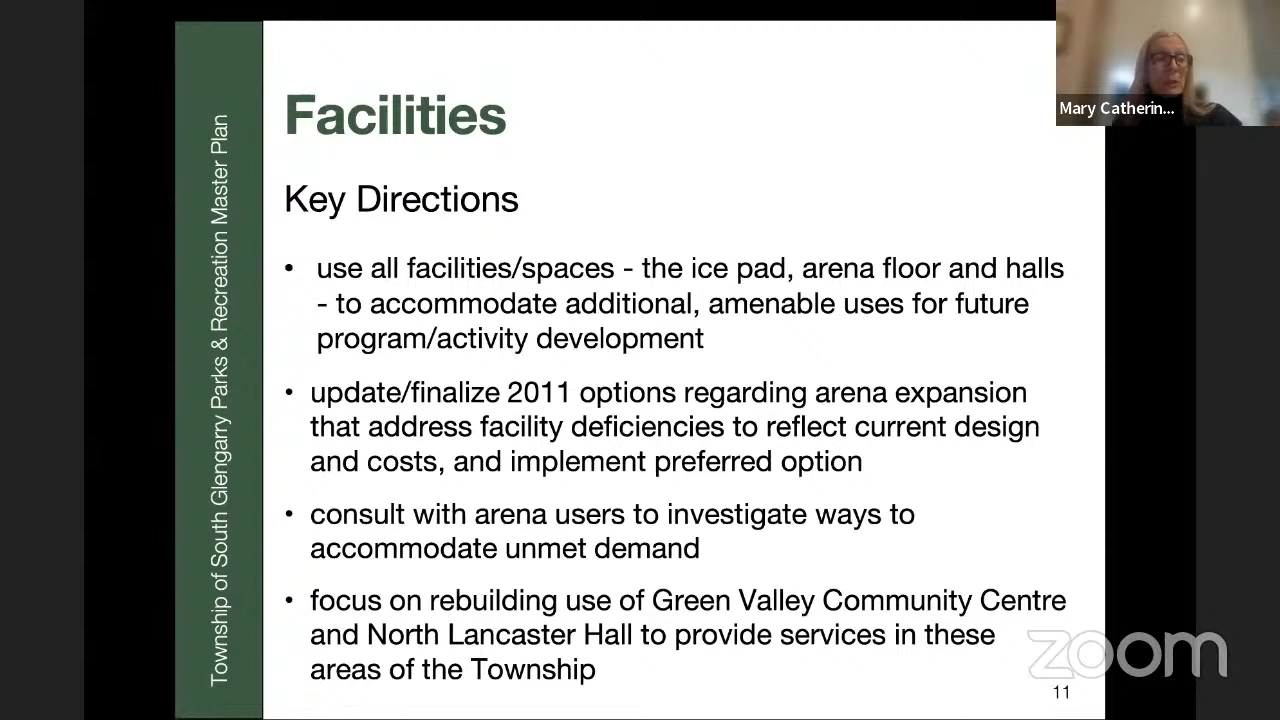 Facilities
Key Directions
• use all facilities/spaces - the ice pad, arena floor and halls
- to accommodate additional, amenable uses for future
program/activity development
• update/finalize 2011 options regarding arena expansion
that address facility deficiencies to reflect current design
and costs, and implement preferred option
• consult with arena users to investigate ways to
accommodate unmet demand
• focus on rebuilding use of Green Valley Community Centre
and North Lancaster Hall to provide services in these
areas of the Township
11
Township of South Glengarry Parks & Recreation Master Plan
Mary Catherin...
zoom